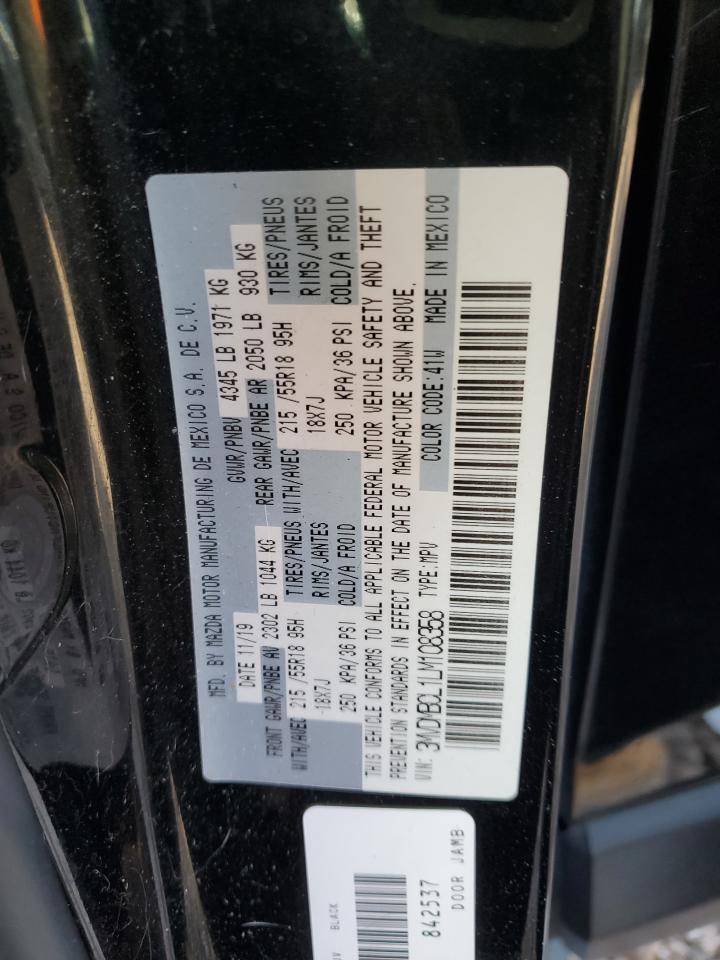 MFD. BY MAZDA MOTOR MANUFACTURING DE MEXICO S.A. DE C.V.
DATE 11/19 GVWR/PNBV 4345 LB 1971 KG
FRONT GAWR/PNBE AV 2302 LB 1044 KG REAR GAWR/PNBE AR 2050 LB 930 KG
WITH/AVEC 215 /55R18 95H TIRES/PNEUS WITH/AVEC 215 /55R18 95H TIRES/PNEUS
18X7J RIMS/JANTES 18X7J RIMS/JANTES
250 KPA/36 PSI COLD/A FROID 250 KPA/36 PSI COLD/A FROID
THIS VEHICLE CONFORMS TO ALL APPLICABLE FEDERAL MOTOR VEHICLE SAFETY AND THEFT
PREVENTION STANDARDS IN EFFECT ON THE DATE OF MANUFACTURE SHOWN ABOVE.
VIN: 3MVDMBCL1LM108358 TYPE:MPV COLOR CODE:41W MADE IN MEXICO
BLACK
842537
DOOR JAMB